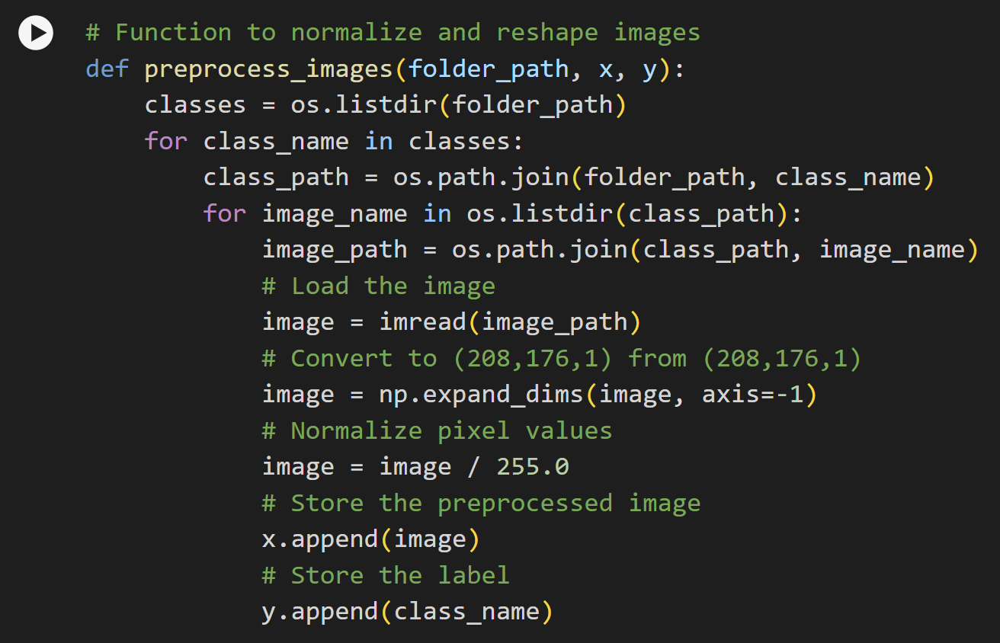 # Function to normalize and reshape images
def preprocess_images(folder_path, x, y):
    classes = os.listdir(folder_path)
    for class_name in classes:
        class_path = os.path.join(folder_path, class_name)
        for image_name in os.listdir(class_path):
            image_path = os.path.join(class_path, image_name)
            # Load the image
            image = imread(image_path)
            # Convert to (208,176,1) from (208,176,1)
            image = np.expand_dims(image, axis=-1)
            # Normalize pixel values
            image = image / 255.0
            # Store the preprocessed image
            x.append(image)
            # Store the label
            y.append(class_name)